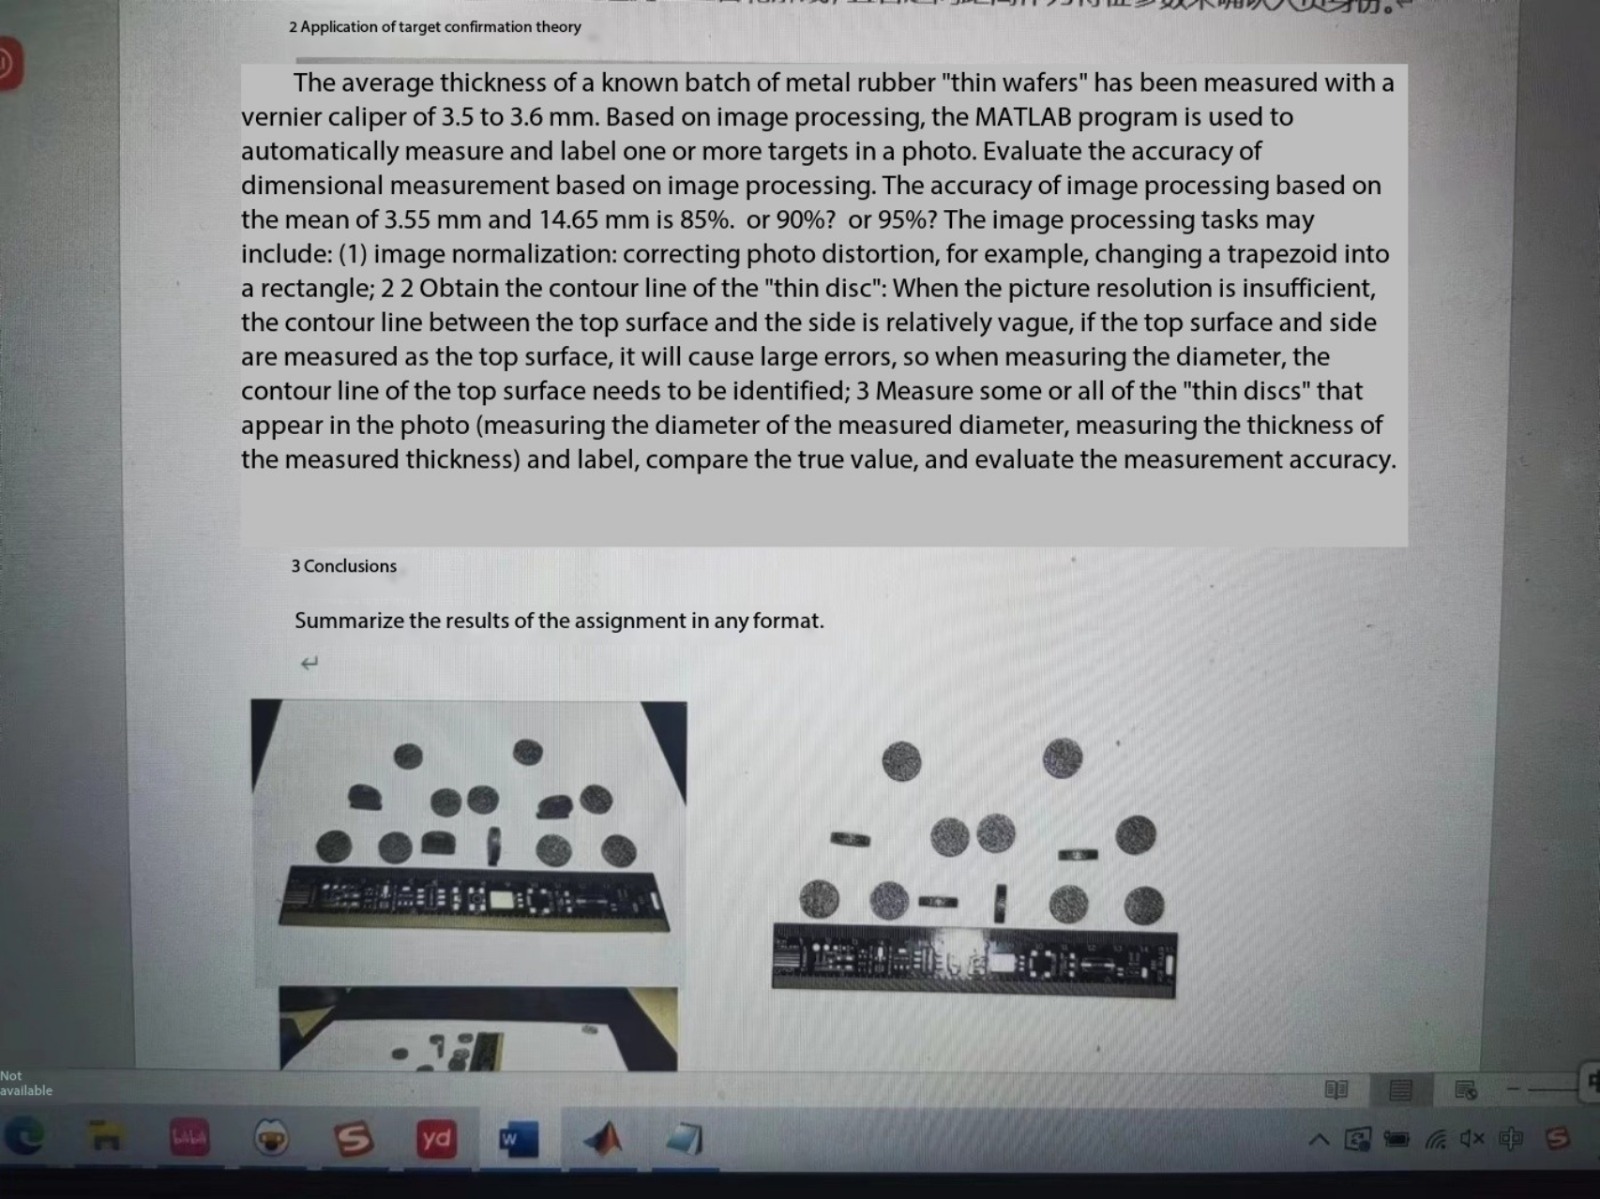 2 Application of target confirmation theory
The average thickness of a known batch of metal rubber "thin wafers" has been measured with a
vernier caliper of 3.5 to 3.6 mm. Based on image processing, the MATLAB program is used to
automatically measure and label one or more targets in a photo. Evaluate the accuracy of
dimensional measurement based on image processing. The accuracy of image processing based on
the mean of 3.55 mm and 14.65 mm is 85%. or 90%? or 95%? The image processing tasks may
include: (1) image normalization: correcting photo distortion, for example, changing a trapezoid into
a rectangle; 2 2 Obtain the contour line of the "thin disc": When the picture resolution is insufficient,
the contour line between the top surface and the side is relatively vague, if the top surface and side
are measured as the top surface, it will cause large errors, so when measuring the diameter, the
contour line of the top surface needs to be identified; 3 Measure some or all of the "thin discs" that
appear in the photo (measuring the diameter of the measured diameter, measuring the thickness of
the measured thickness) and label, compare the true value, and evaluate the measurement accuracy.
3 Conclusions
Summarize the results of the assignment in any format.
Not
available
bilibili
S
yd
W
中
S